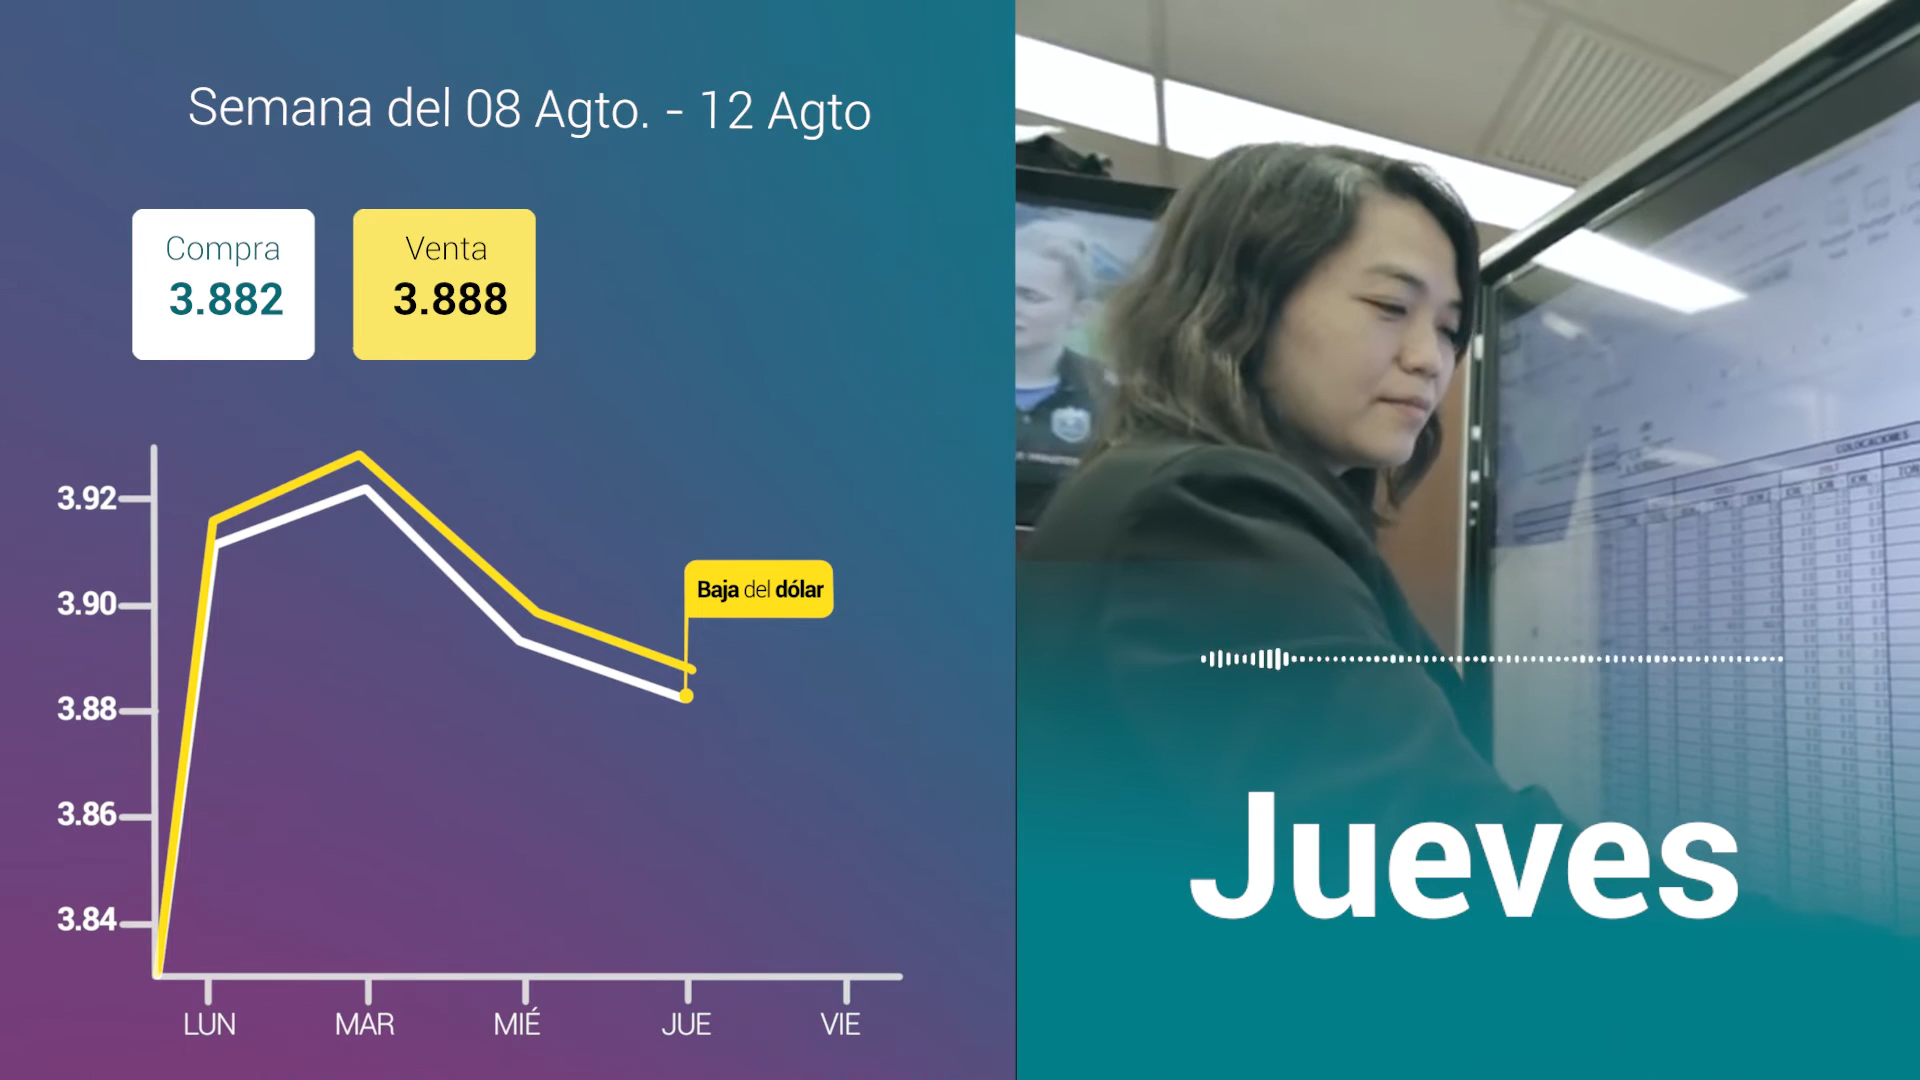 Semana del 08 Agto. - 12 Agto
Compra
3.882
Venta
3.888
3.92
3.90
3.88
3.86
3.84
Baja del dólar
LUN
MAR
MIÉ
JUE
VIE
COLOCACIONES
Jueves